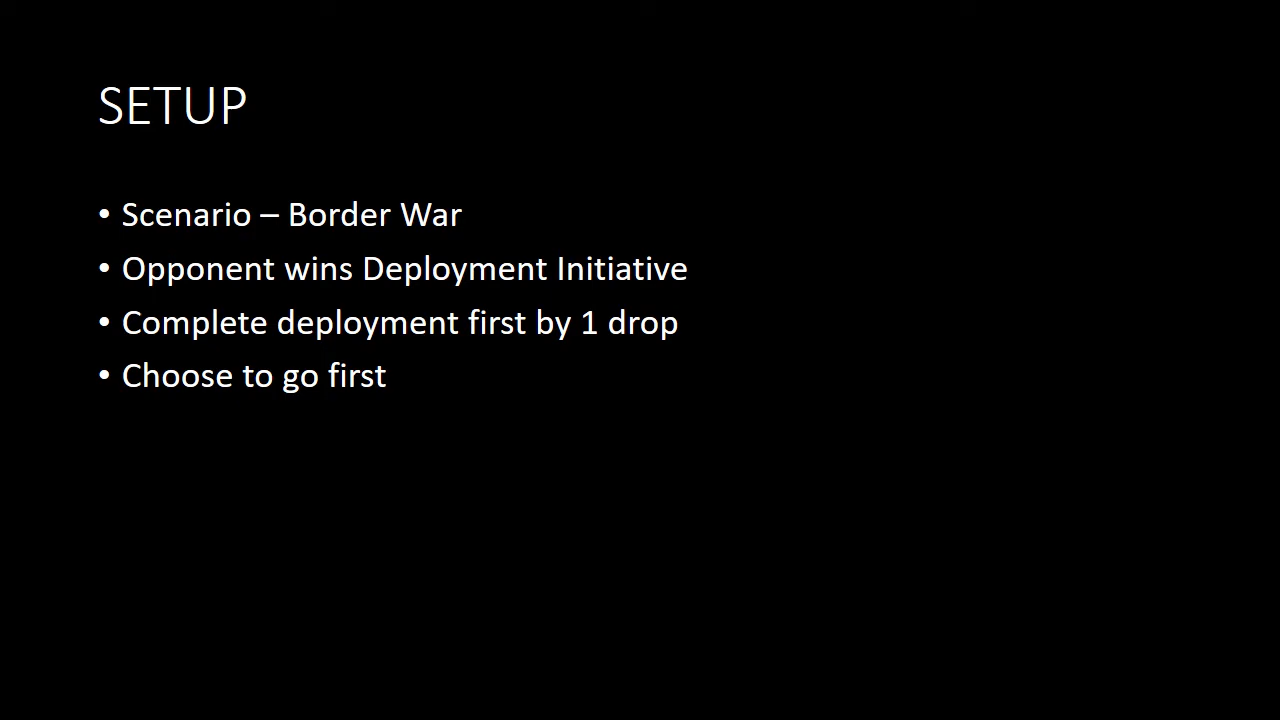 SETUP
• Scenario – Border War
• Opponent wins Deployment Initiative
• Complete deployment first by 1 drop
• Choose to go first